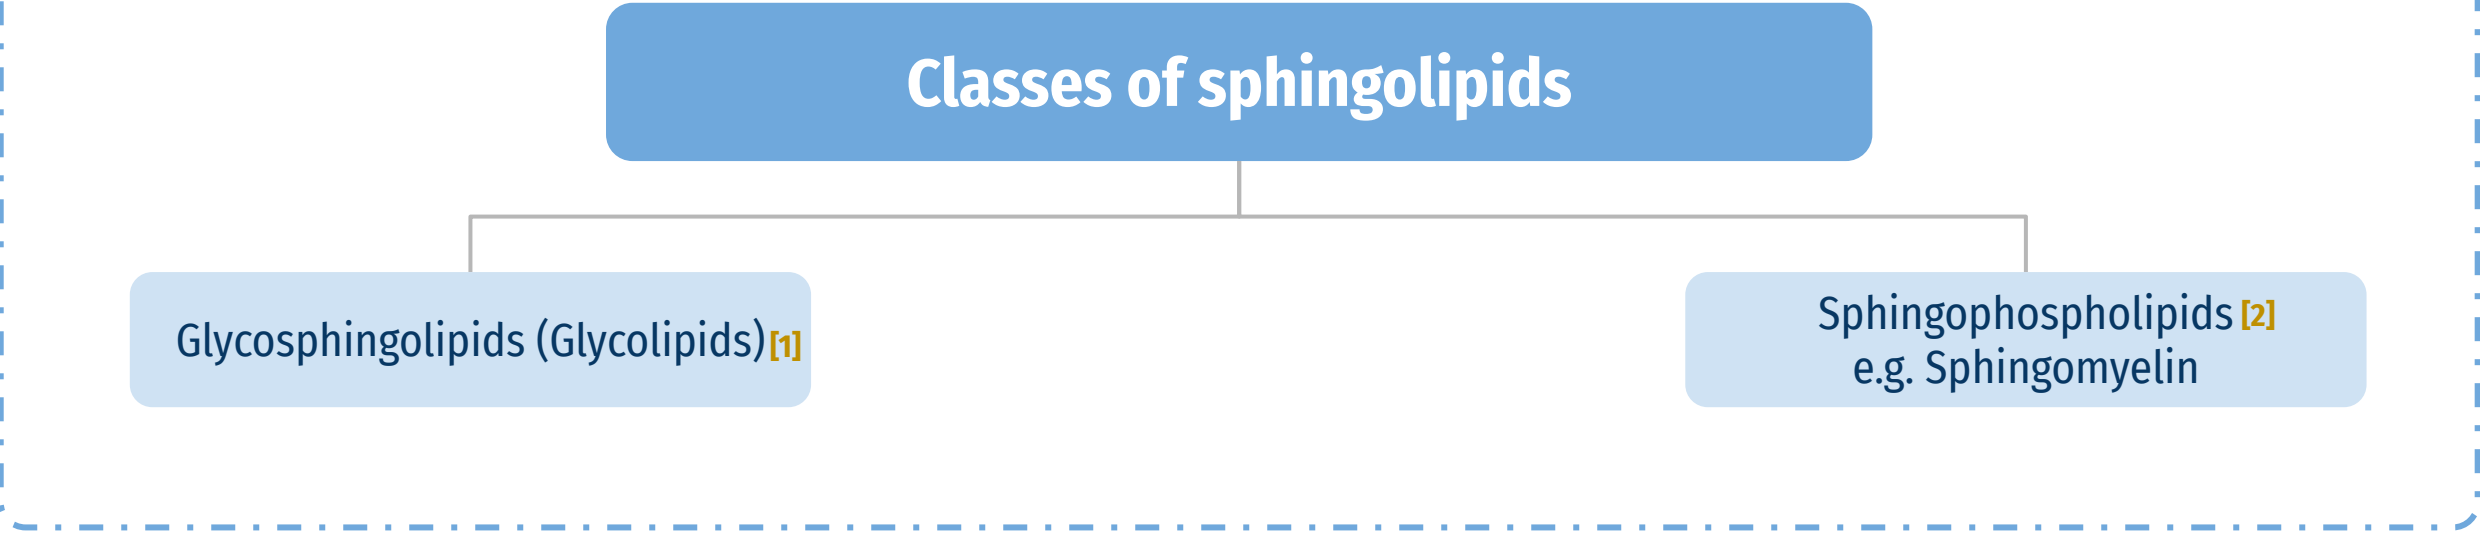 Classes of sphingolipids
Glycosphingolipids (Glycolipids)[1]
Sphingophospholipids [2]
e.g. Sphingomyelin